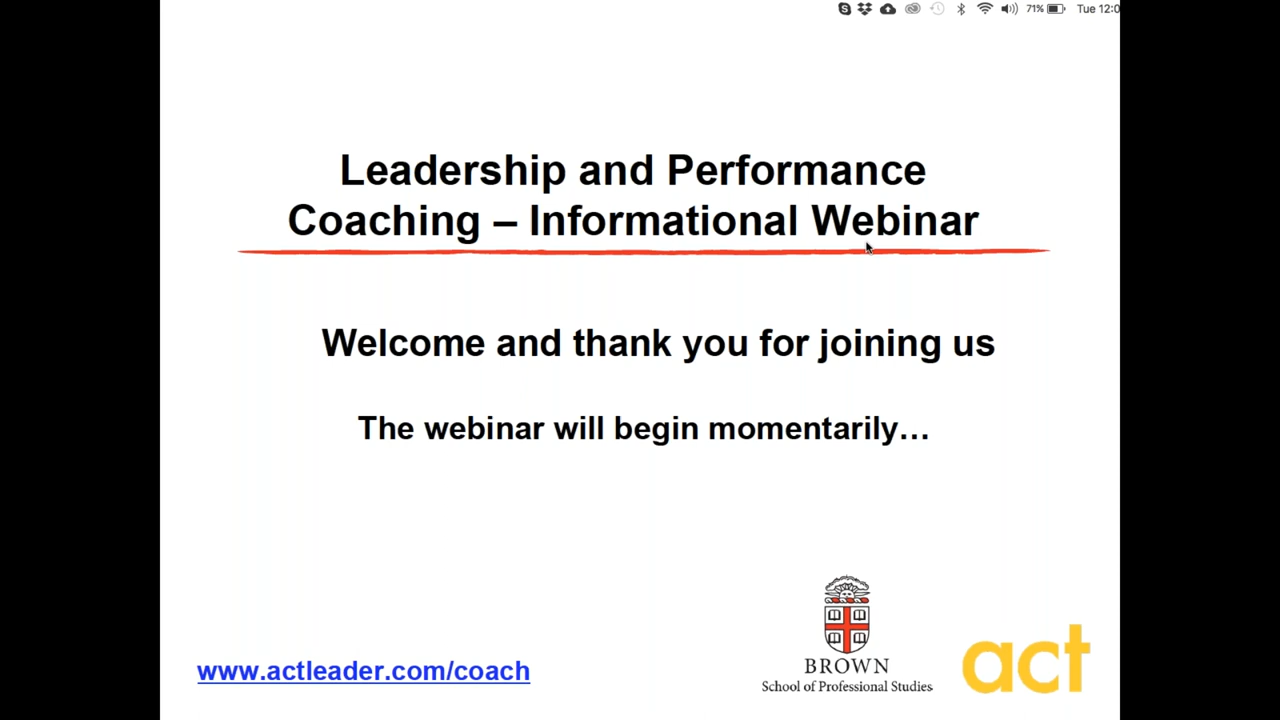 71% Tue 12:0
Leadership and Performance
Coaching – Informational Webinar
Welcome and thank you for joining us
The webinar will begin momentarily…
www.actleader.com/coach
BROWN
School of Professional Studies
act